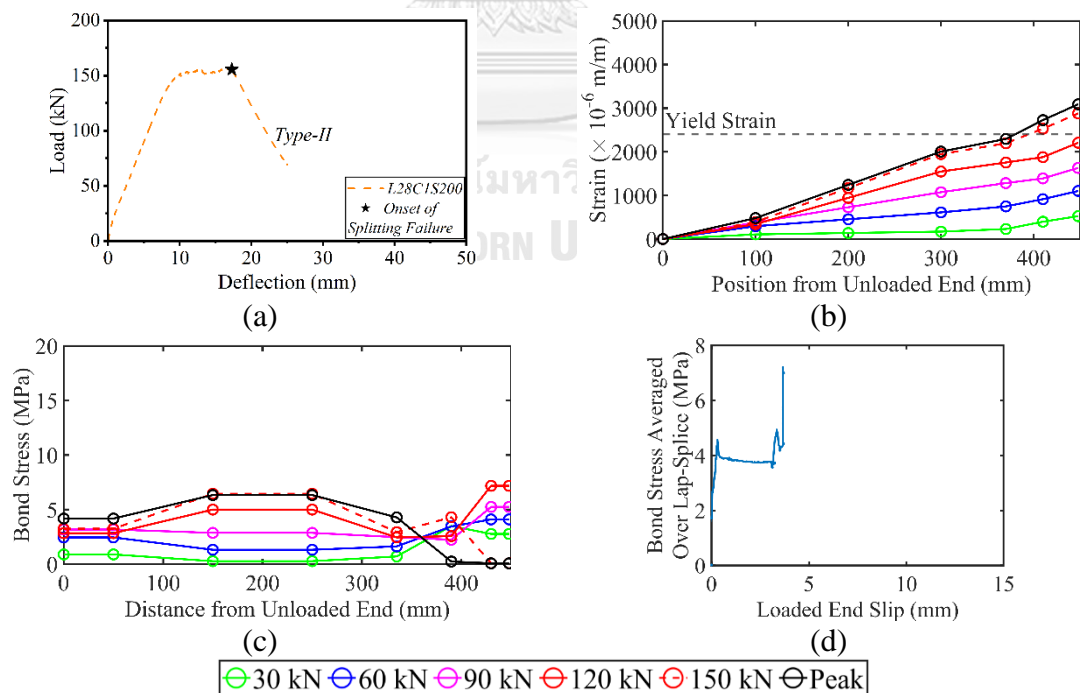 (a)
Load (kN)
200
150
100
50
0
0 10 20 30 40 50
Deflection (mm)
Type-II
L28C1S200
Onset of
Splitting Failure
(b)
Strain (× 10⁻⁶ m/m)
5000
4000
3000
2000
1000
0
0 100 200 300 400
Position from Unloaded End (mm)
Yield Strain
(c)
Bond Stress (MPa)
20
15
10
5
0
0 100 200 300 400
Distance from Unloaded End (mm)
(d)
Bond Stress Averaged
Over Lap-Splice (MPa)
8
6
4
2
0
0 5 10 15
Loaded End Slip (mm)
30 kN 60 kN 90 kN 120 kN 150 kN Peak